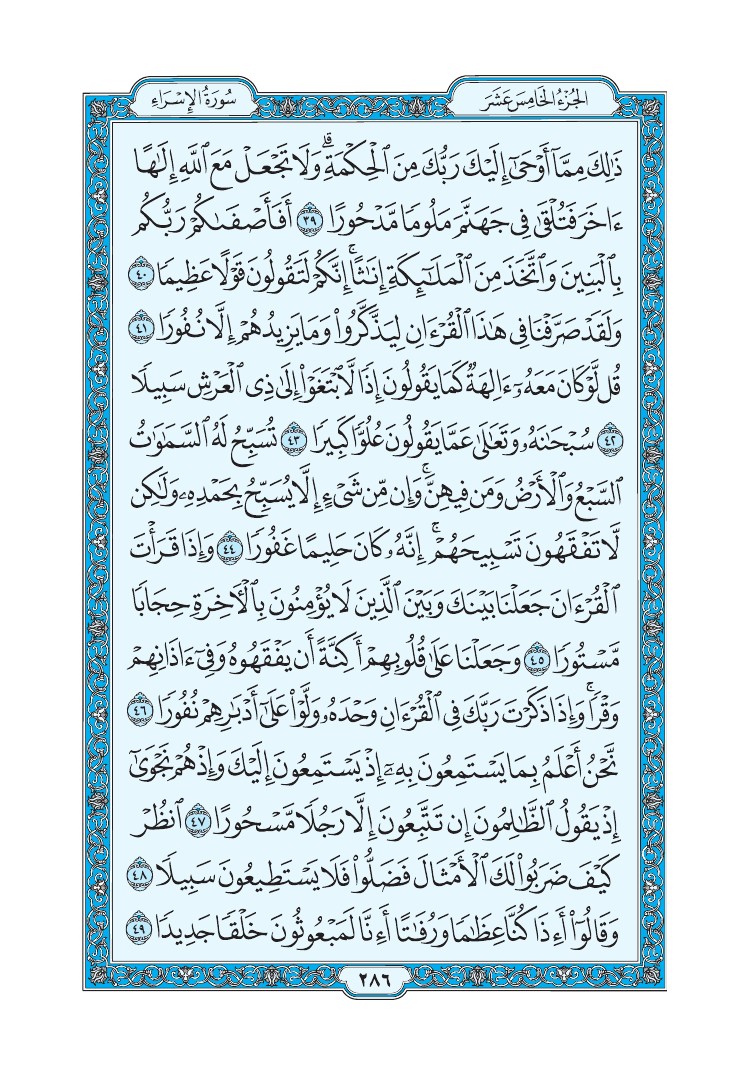 الجُزْءُ الخَامِسَ عَشَرَ
سُورَةُ الإِسْرَاءِ
ذَٰلِكَ مِمَّآ أَوْحَىٰٓ إِلَيْكَ رَبُّكَ مِنَ ٱلْحِكْمَةِۗ وَلَا تَجْعَلْ مَعَ ٱللَّهِ إِلَٰهًا
ءَاخَرَ فَتُلْقَىٰ فِي جَهَنَّمَ مَلُومٗا مَّدْحُورًا ٣٩ أَفَأَصْفَىٰكُمْ رَبُّكُم
بِٱلْبَنِينَ وَٱتَّخَذَ مِنَ ٱلْمَلَٰٓئِكَةِ إِنَٰثًاۚ إِنَّكُمْ لَتَقُولُونَ قَوْلًا عَظِيمٗا ٤٠
وَلَقَدْ صَرَّفْنَا فِي هَٰذَا ٱلْقُرْءَانِ لِيَذَّكَّرُواْ وَمَا يَزِيدُهُمْ إِلَّا نُفُورٗا ٤١
قُل لَّوْ كَانَ مَعَهُۥٓ ءَالِهَةٞ كَمَا يَقُولُونَ إِذٗا لَّٱبْتَغَوْاْ إِلَىٰ ذِي ٱلْعَرْشِ سَبِيلٗا
٤٢ سُبْحَٰنَهُۥ وَتَعَٰلَىٰ عَمَّا يَقُولُونَ عُلُوّٗا كَبِيرٗا ٤٣ تُسَبِّحُ لَهُ ٱلسَّمَٰوَٰتُ
ٱلسَّبْعُ وَٱلْأَرْضُ وَمَن فِيهِنَّۚ وَإِن مِّن شَيْءٍ إِلَّا يُسَبِّحُ بِحَمْدِهِۦ وَلَٰكِن
لَّا تَفْقَهُونَ تَسْبِيحَهُمْۚ إِنَّهُۥ كَانَ حَلِيمًا غَفُورٗا ٤٤ وَإِذَا قَرَأْتَ
ٱلْقُرْءَانَ جَعَلْنَا بَيْنَكَ وَبَيْنَ ٱلَّذِينَ لَا يُؤْمِنُونَ بِٱلْأٓخِرَةِ حِجَابٗا
مَّسْتُورٗا ٤٥ وَجَعَلْنَا عَلَىٰ قُلُوبِهِمْ أَكِنَّةً أَن يَفْقَهُوهُ وَفِيٓ ءَاذَانِهِمْ
وَقْرٗاۚ وَإِذَا ذَكَرْتَ رَبَّكَ فِي ٱلْقُرْءَانِ وَحْدَهُۥ وَلَّوْاْ عَلَىٰٓ أَدْبَٰرِهِمْ نُفُورٗا ٤٦
نَّحْنُ أَعْلَمُ بِمَا يَسْتَمِعُونَ بِهِۦٓ إِذْ يَسْتَمِعُونَ إِلَيْكَ وَإِذْ هُمْ نَجْوَىٰٓ
إِذْ يَقُولُ ٱلظَّٰلِمُونَ إِن تَتَّبِعُونَ إِلَّا رَجُلٗا مَّسْحُورًا ٤٧ ٱنظُرْ
كَيْفَ ضَرَبُواْ لَكَ ٱلْأَمْثَالَ فَضَلُّواْ فَلَا يَسْتَطِيعُونَ سَبِيلٗا ٤٨
وَقَالُوٓاْ أَءِذَا كُنَّا عِظَٰمٗا وَرُفَٰتًا أَءِنَّا لَمَبْعُوثُونَ خَلْقٗا جَدِيدٗا ٤٩
٢٨٦